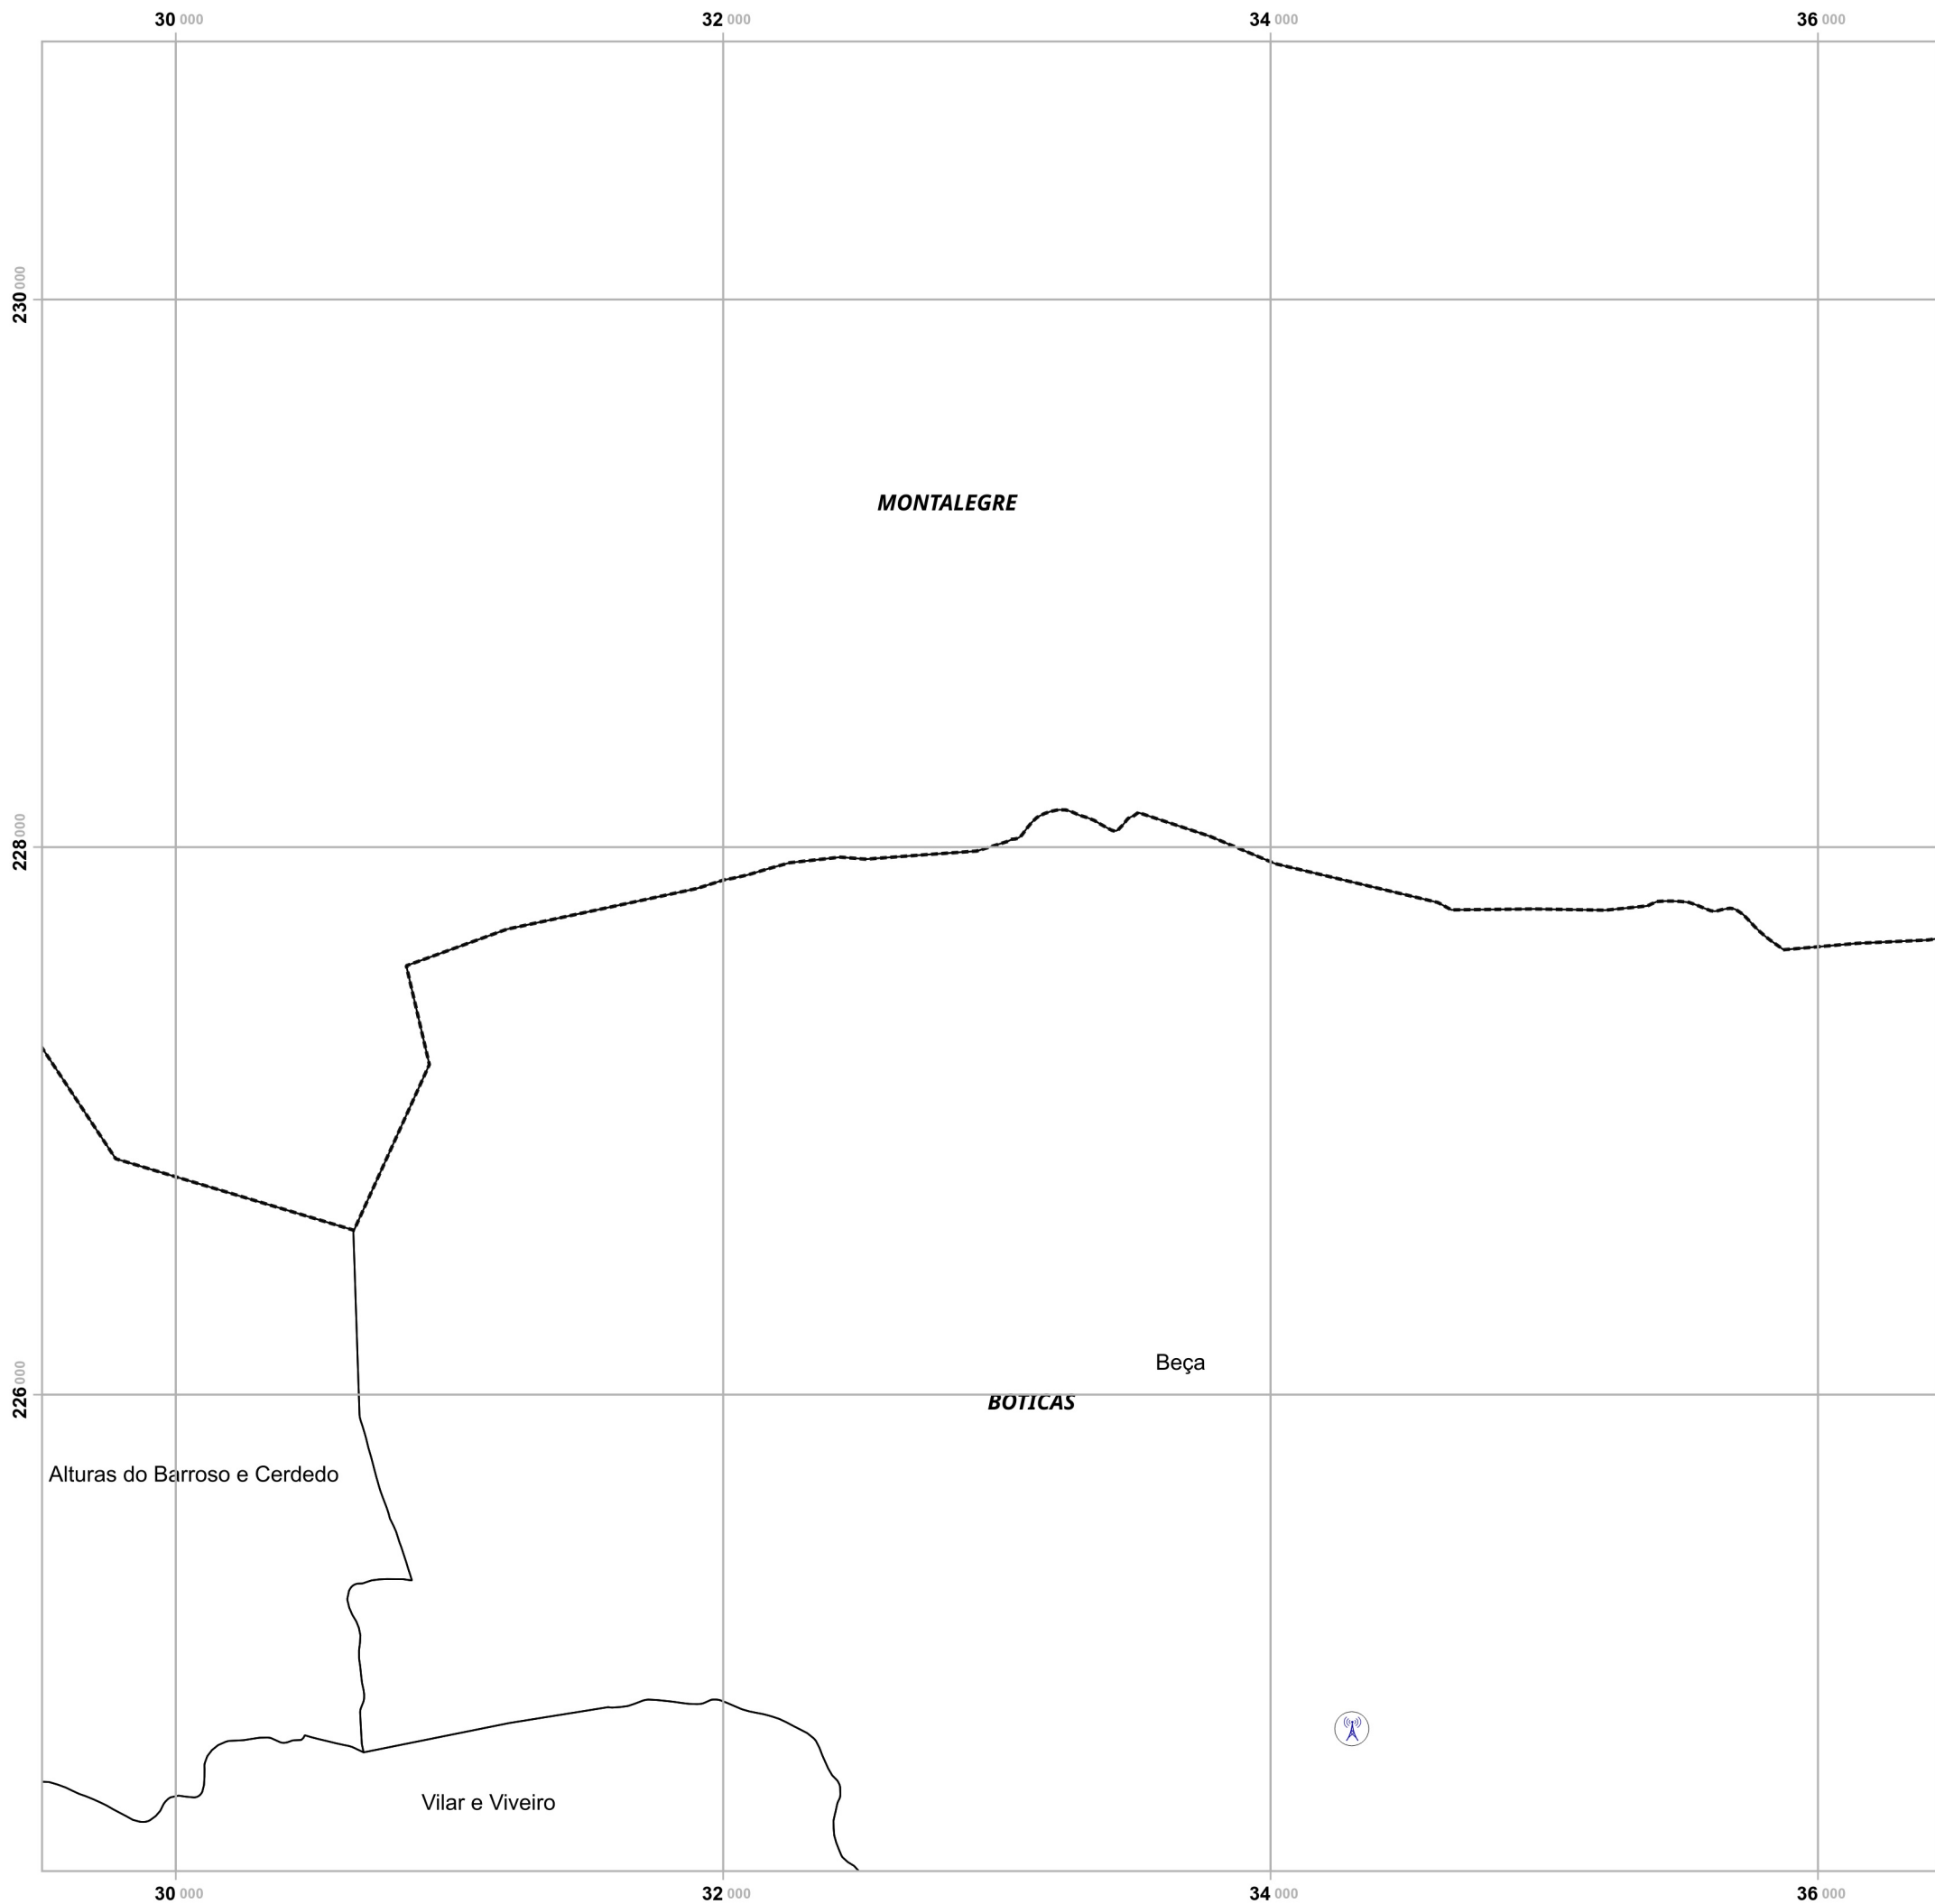 30 000 32 000 34 000 36 000
230 000
MONTALEGRE
228 000
Beça
226 000
BOTICAS
Alturas do Barroso e Cerdedo
Vilar e Viveiro
30 000 32 000 34 000 36 000